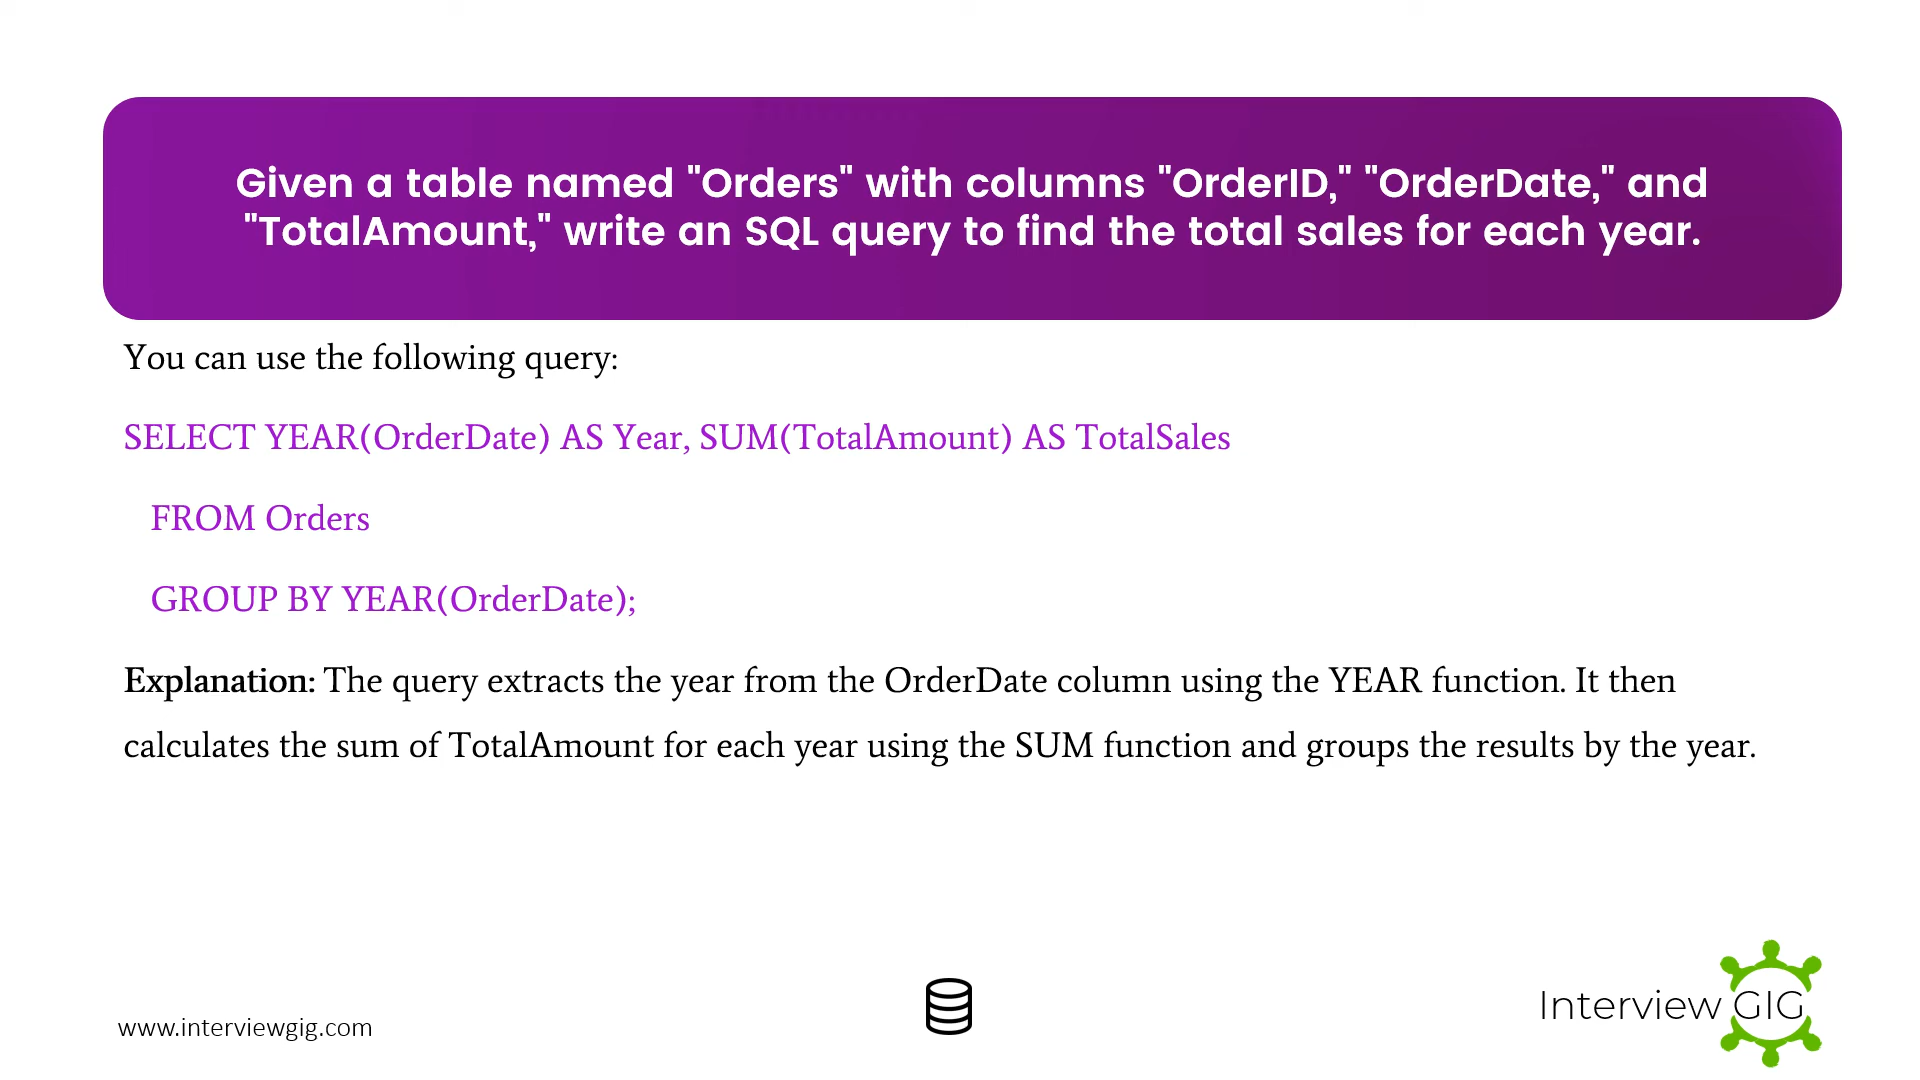 Given a table named "Orders" with columns "OrderID," "OrderDate," and
"TotalAmount," write an SQL query to find the total sales for each year.
You can use the following query:
SELECT YEAR(OrderDate) AS Year, SUM(TotalAmount) AS TotalSales
FROM Orders
GROUP BY YEAR(OrderDate);
Explanation: The query extracts the year from the OrderDate column using the YEAR function. It then
calculates the sum of TotalAmount for each year using the SUM function and groups the results by the year.
www.interviewgig.com
Interview GIG